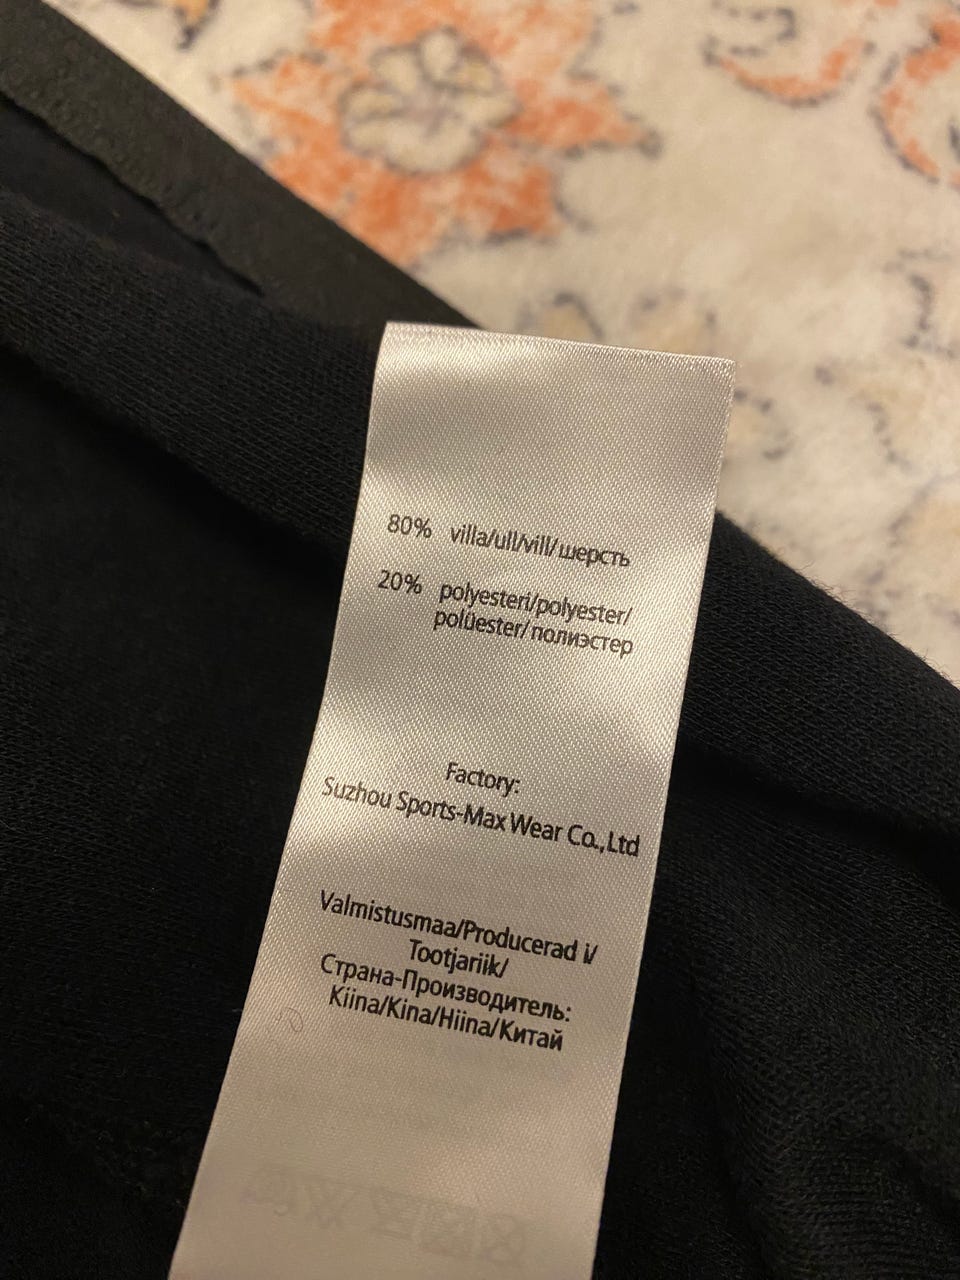 80% villa/ull/vill/шерсть
20% polyesteri/polyester/
polüester/полиэстер
Factory:
Suzhou Sports-Max Wear Co.,Ltd
Valmistusmaa/Producerad i/
Tootjariik/
Страна-Производитель:
Kiina/Kina/Hiina/Китай